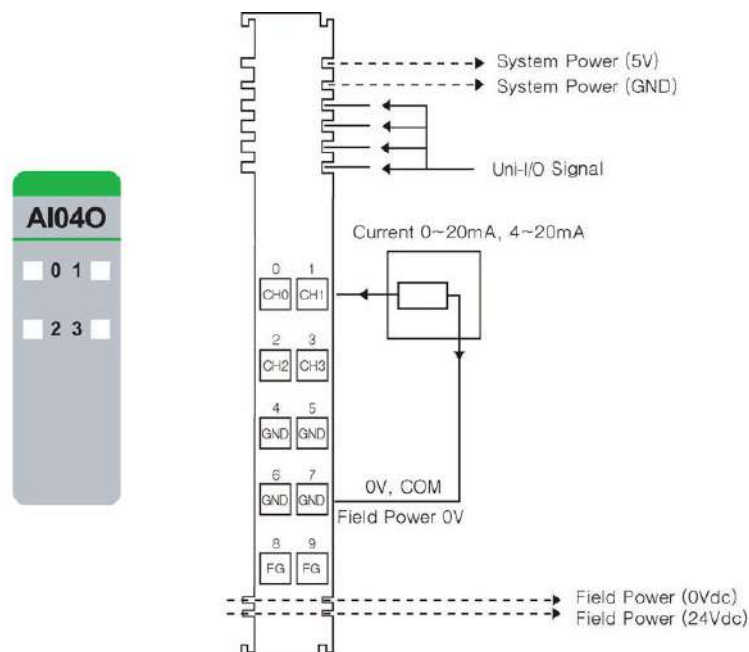 System Power (5V)
System Power (GND)
Uni-I/O Signal
AI04O
0 1
2 3
Current 0~20mA, 4~20mA
0 1
CH0 CH1
2 3
CH2 CH3
4 5
GND GND
6 7
GND GND
0V, COM
Field Power 0V
8 9
FG FG
Field Power (0Vdc)
Field Power (24Vdc)